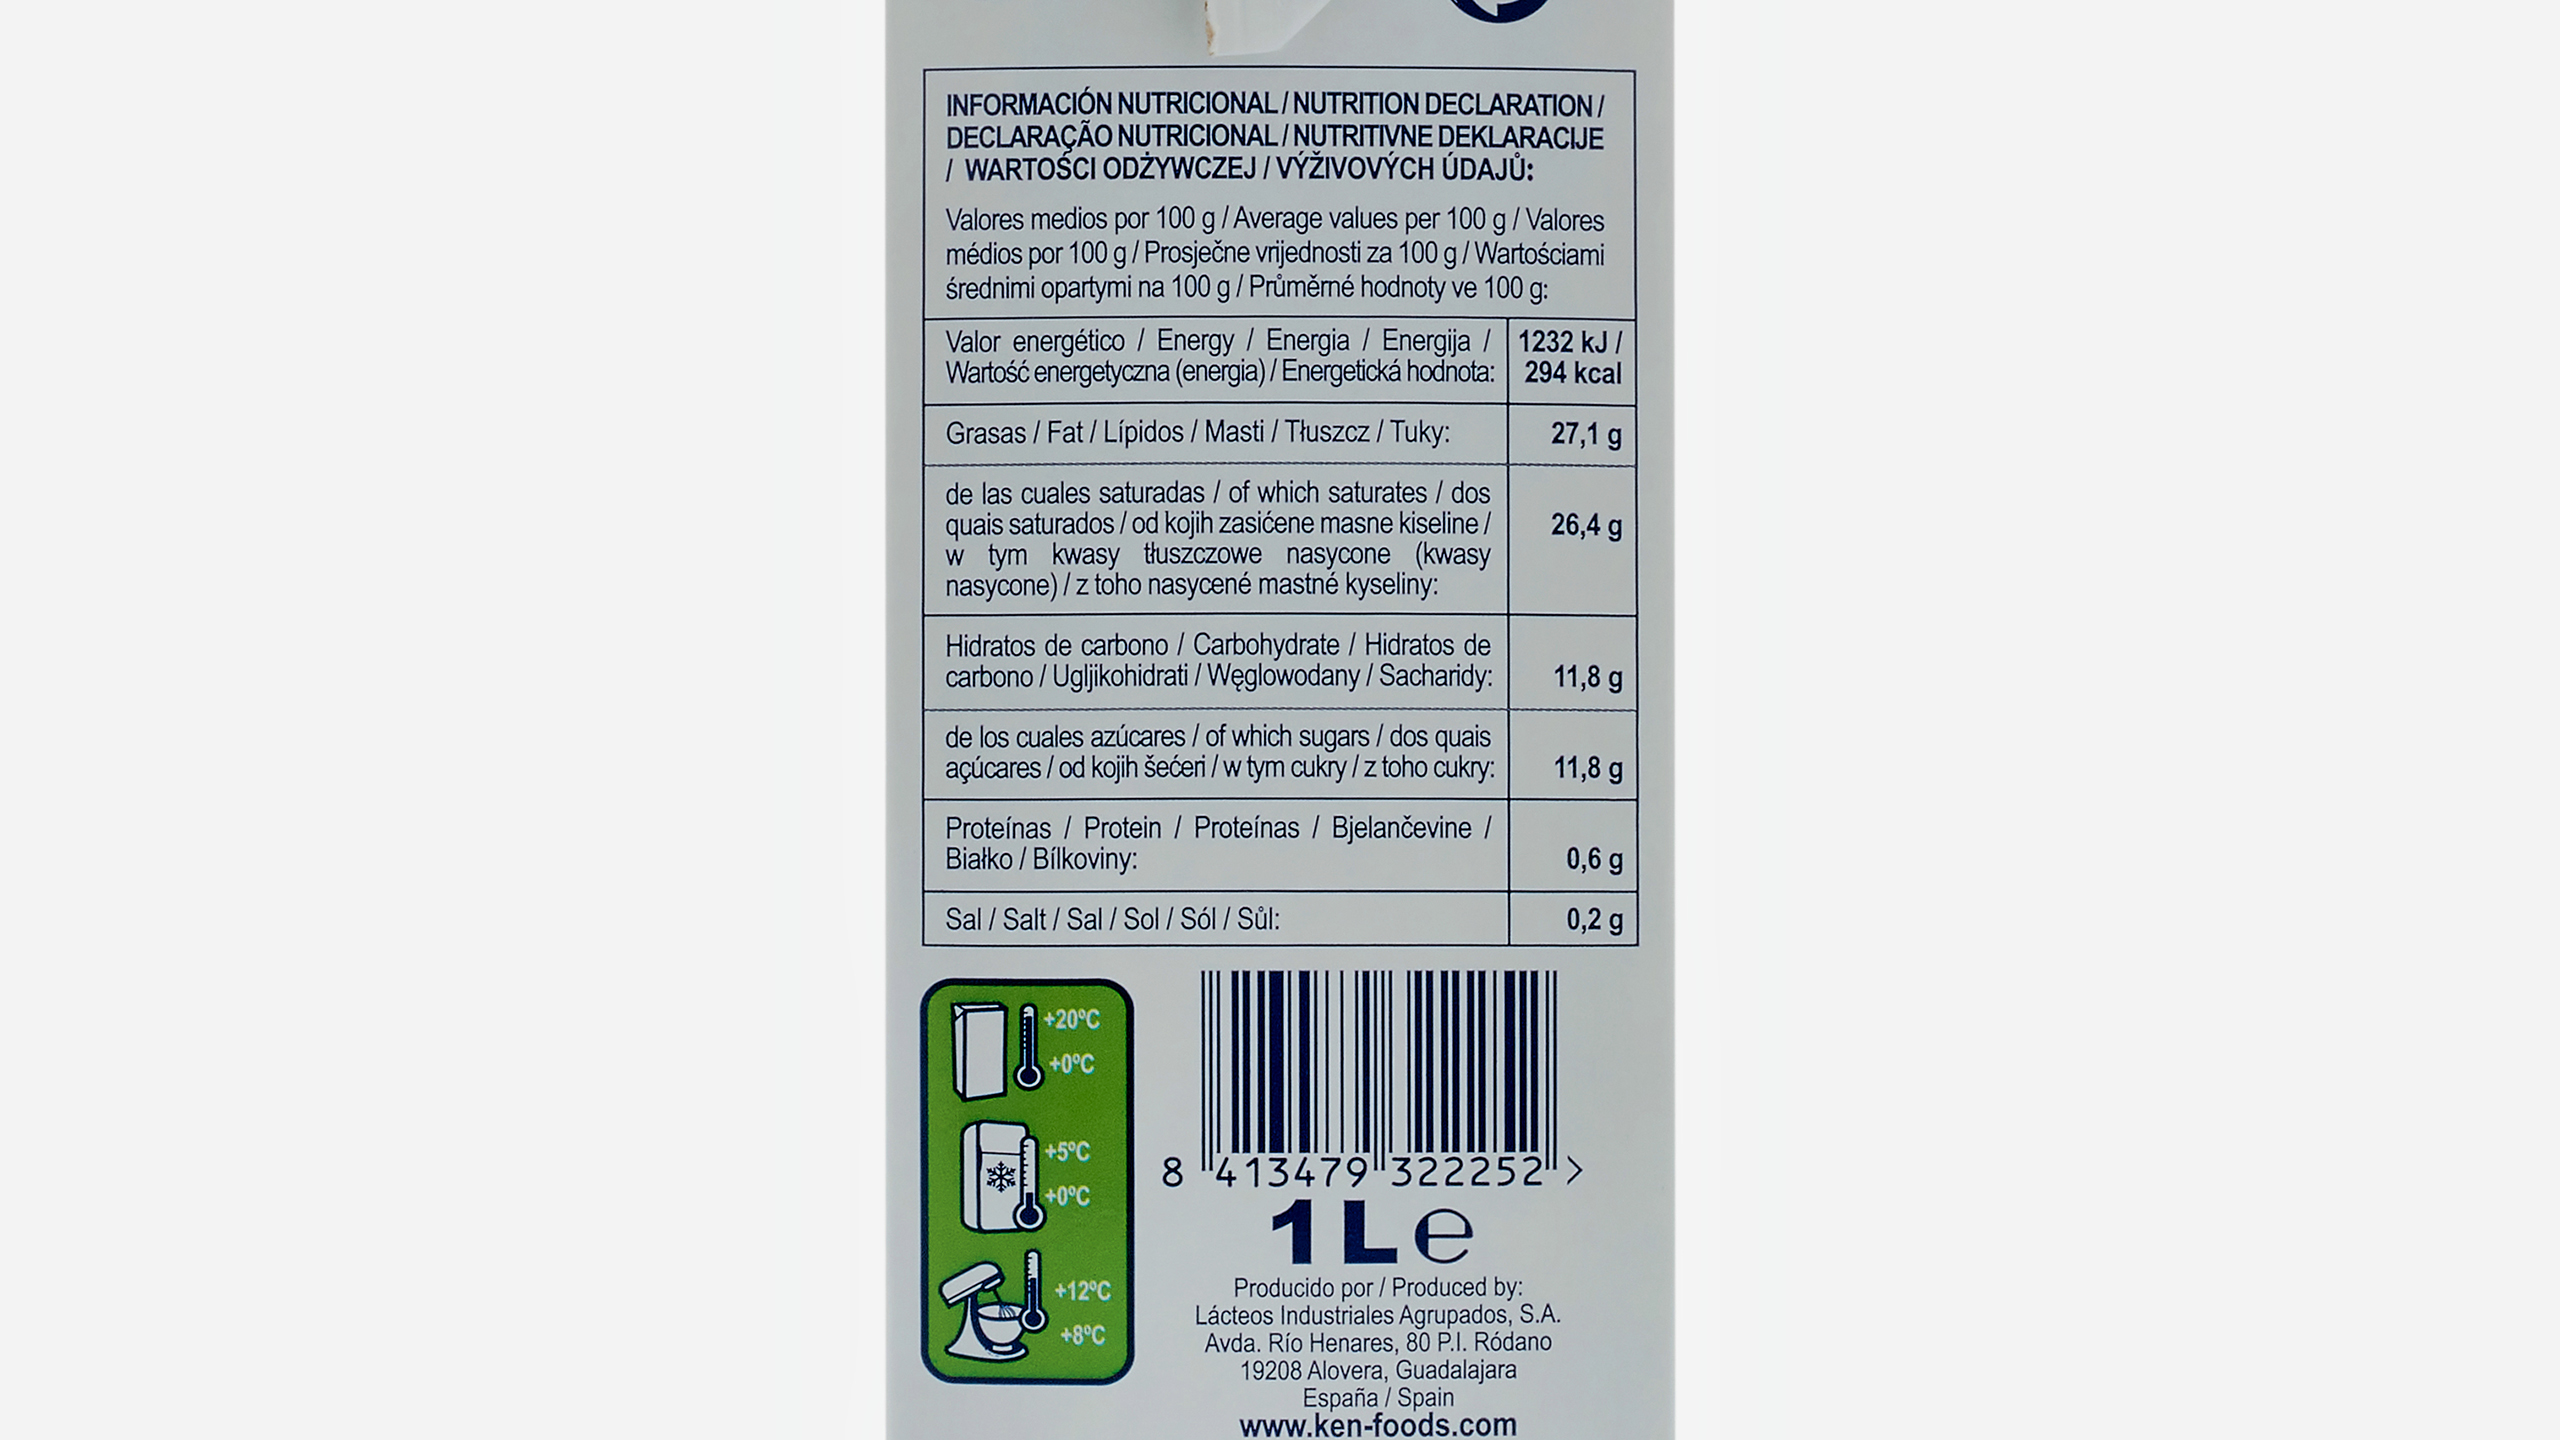 INFORMACIÓN NUTRICIONAL / NUTRITION DECLARATION /
DECLARAÇÃO NUTRICIONAL / NUTRITIVNE DEKLARACIJE
/ WARTOŚCI ODŻYWCZEJ / VÝŽIVOVÝCH ÚDAJŮ:
Valores medios por 100 g / Average values per 100 g / Valores
médios por 100 g / Prosječne vrijednosti za 100 g / Wartościami
średnimi opartymi na 100 g / Průměrné hodnoty ve 100 g:
Valor energético / Energy / Energia / Energija / 1232 kJ /
Wartość energetyczna (energia) / Energetická hodnota: 294 kcal
Grasas / Fat / Lípidos / Masti / Tłuszcz / Tuky: 27,1 g
de las cuales saturadas / of which saturates / dos
quais saturados / od kojih zasićene masne kiseline / 26,4 g
w tym kwasy tłuszczowe nasycone (kwasy
nasycone) / z toho nasycené mastné kyseliny:
Hidratos de carbono / Carbohydrate / Hidratos de
carbono / Ugljikohidrati / Węglowodany / Sacharidy: 11,8 g
de los cuales azúcares / of which sugars / dos quais
açúcares / od kojih šećeri / w tym cukry / z toho cukry: 11,8 g
Proteínas / Protein / Proteínas / Bjelančevine /
Białko / Bílkoviny: 0,6 g
Sal / Salt / Sal / Sol / Sól / Sůl: 0,2 g
+20ºC
+0ºC
+5ºC
+0ºC
+12ºC
+8ºC
8 413479 322252 >
1 L e
Producido por / Produced by:
Lácteos Industriales Agrupados, S.A.
Avda. Río Henares, 80 P.I. Ródano
19208 Alovera, Guadalajara
España / Spain
www.ken-foods.com